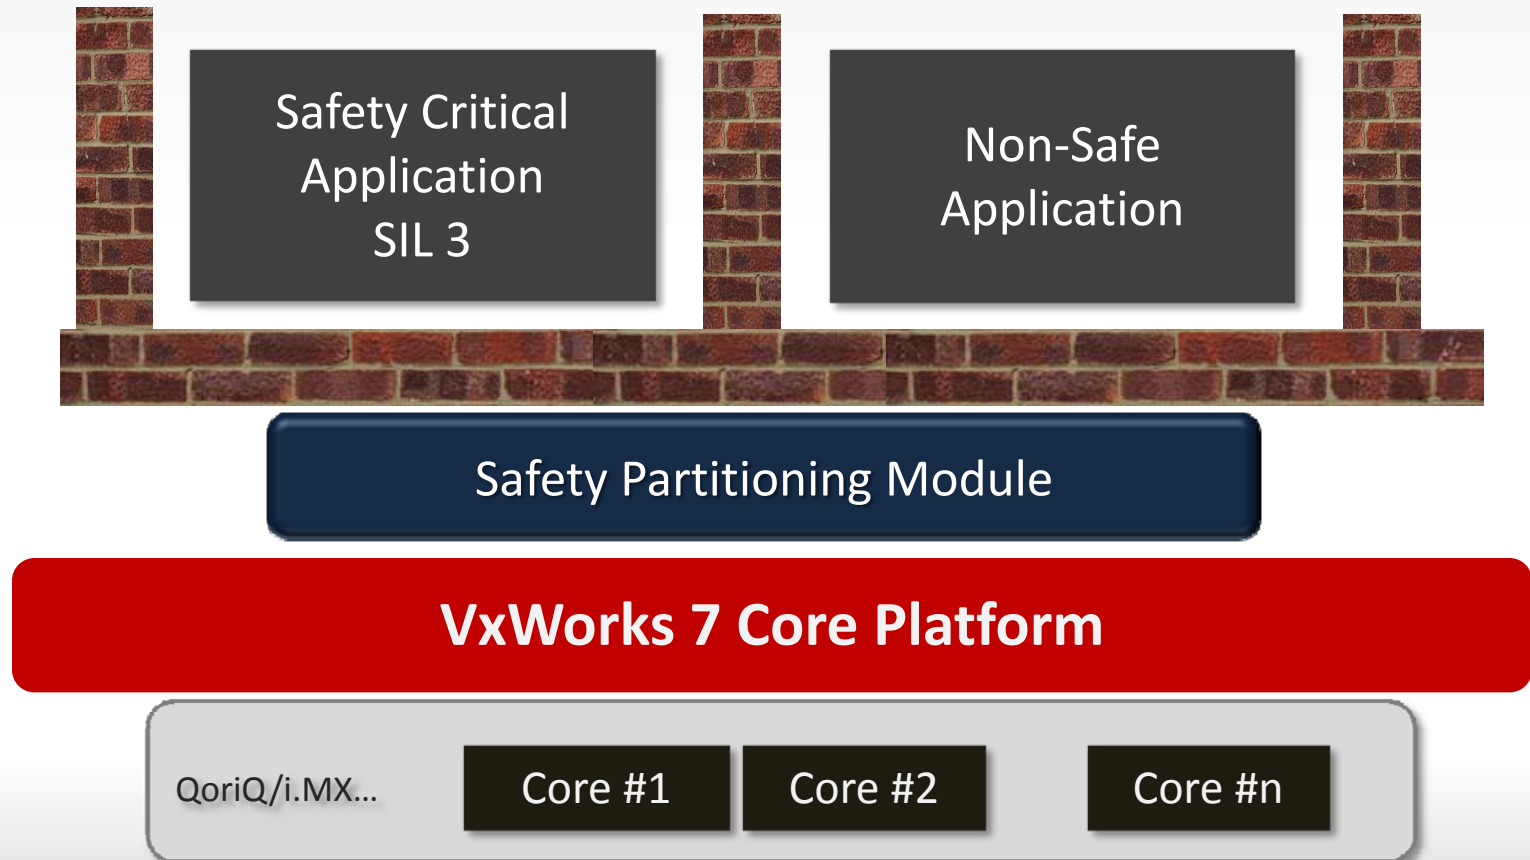 Safety Critical
Application
SIL 3
Non-Safe
Application
Safety Partitioning Module
VxWorks 7 Core Platform
QoriQ/i.MX...
Core #1
Core #2
Core #n